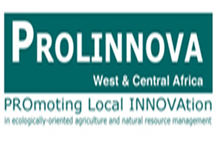 PROLINNOVA
West & Central Africa
PROmoting Local INNOVAtion
in ecologically-oriented agriculture and natural resource management